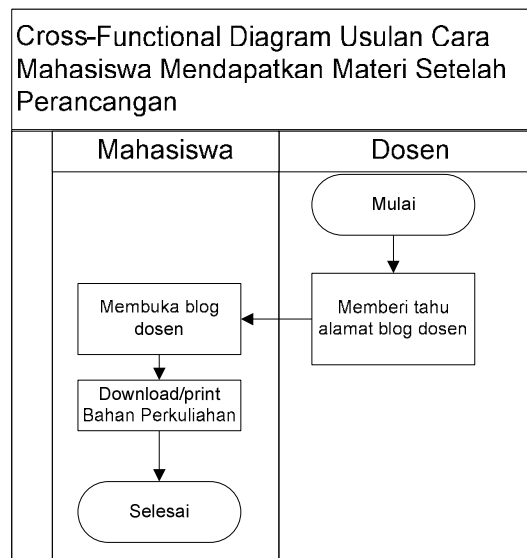 Cross-Functional Diagram Usulan Cara
Mahasiswa Mendapatkan Materi Setelah
Perancangan
Mahasiswa
Dosen
Mulai
Memberi tahu
alamat blog dosen
Membuka blog
dosen
Download/print
Bahan Perkuliahan
Selesai